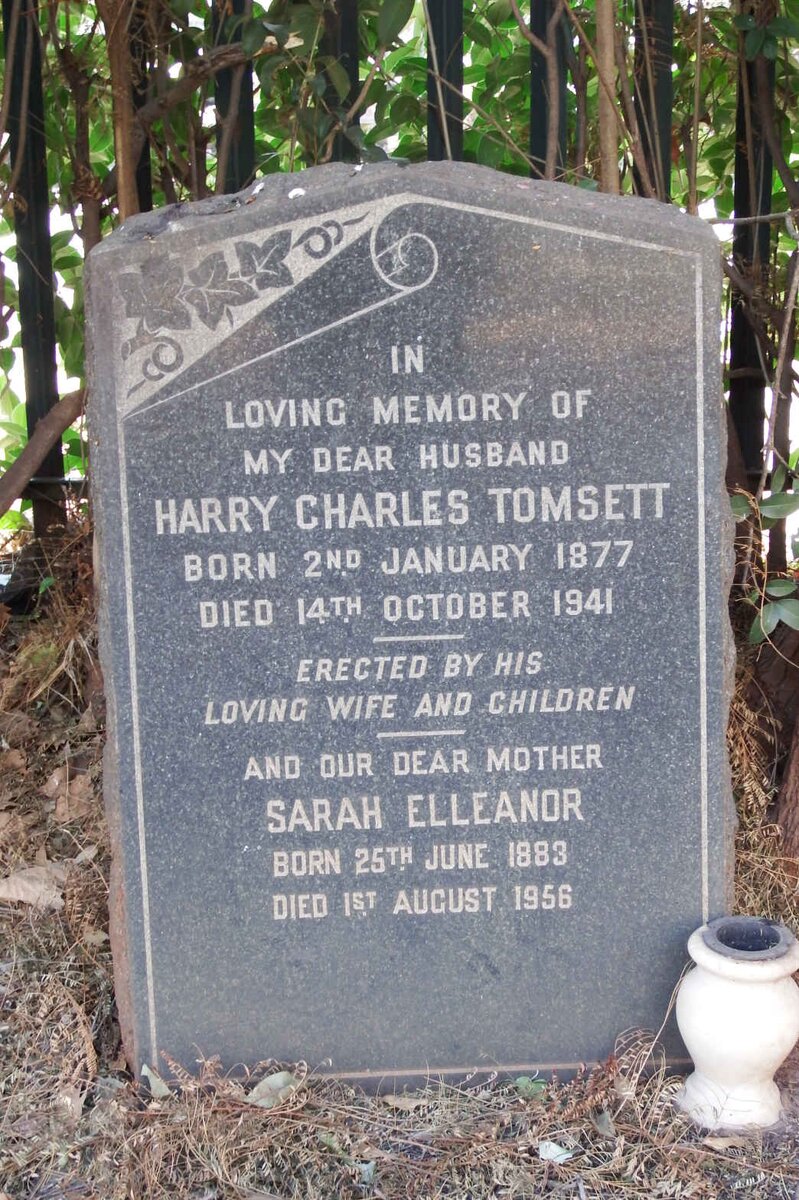 IN
LOVING MEMORY OF
MY DEAR HUSBAND
HARRY CHARLES TOMSETT
BORN 2ND JANUARY 1877
DIED 14TH OCTOBER 1941
ERECTED BY HIS
LOVING WIFE AND CHILDREN
AND OUR DEAR MOTHER
SARAH ELLEANOR
BORN 25TH JUNE 1883
DIED 1ST AUGUST 1956